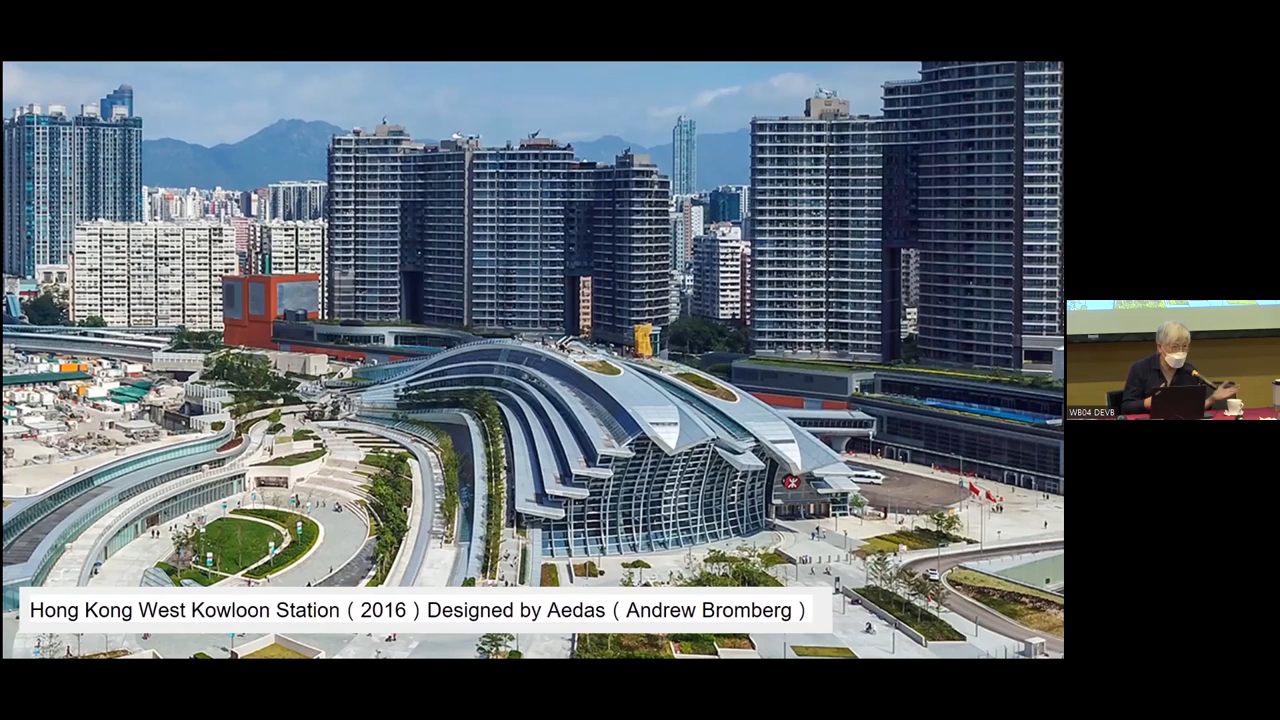 Hong Kong West Kowloon Station ( 2016 ) Designed by Aedas ( Andrew Bromberg )
WB04 DEVB